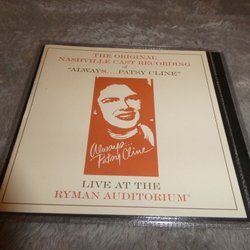 THE ORIGINAL
NASHVILLE CAST RECORDING
of
"ALWAYS... PATSY CLINE"
Always...
Patsy Cline
LIVE AT THE
RYMAN AUDITORIUM®